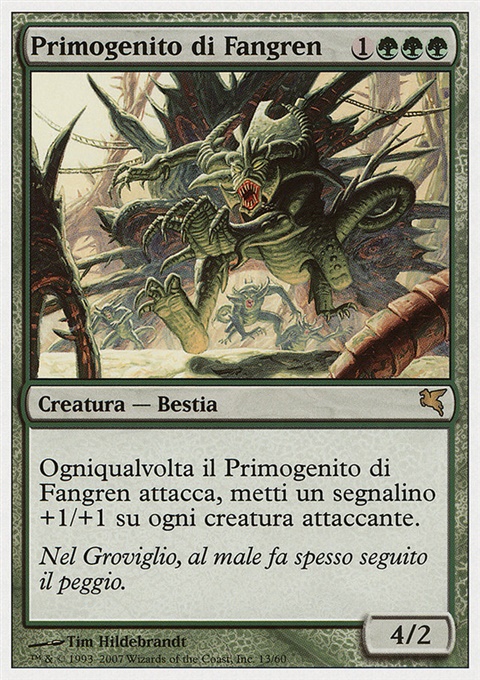 Primogenito di Fangren 1
Creatura — Bestia
Ogniqualvolta il Primogenito di
Fangren attacca, metti un segnalino
+1/+1 su ogni creatura attaccante.
Nel Groviglio, al male fa spesso seguito
il peggio.
Tim Hildebrandt
4/2
™ & © 1993-2007 Wizards of the Coast, Inc. 13/60